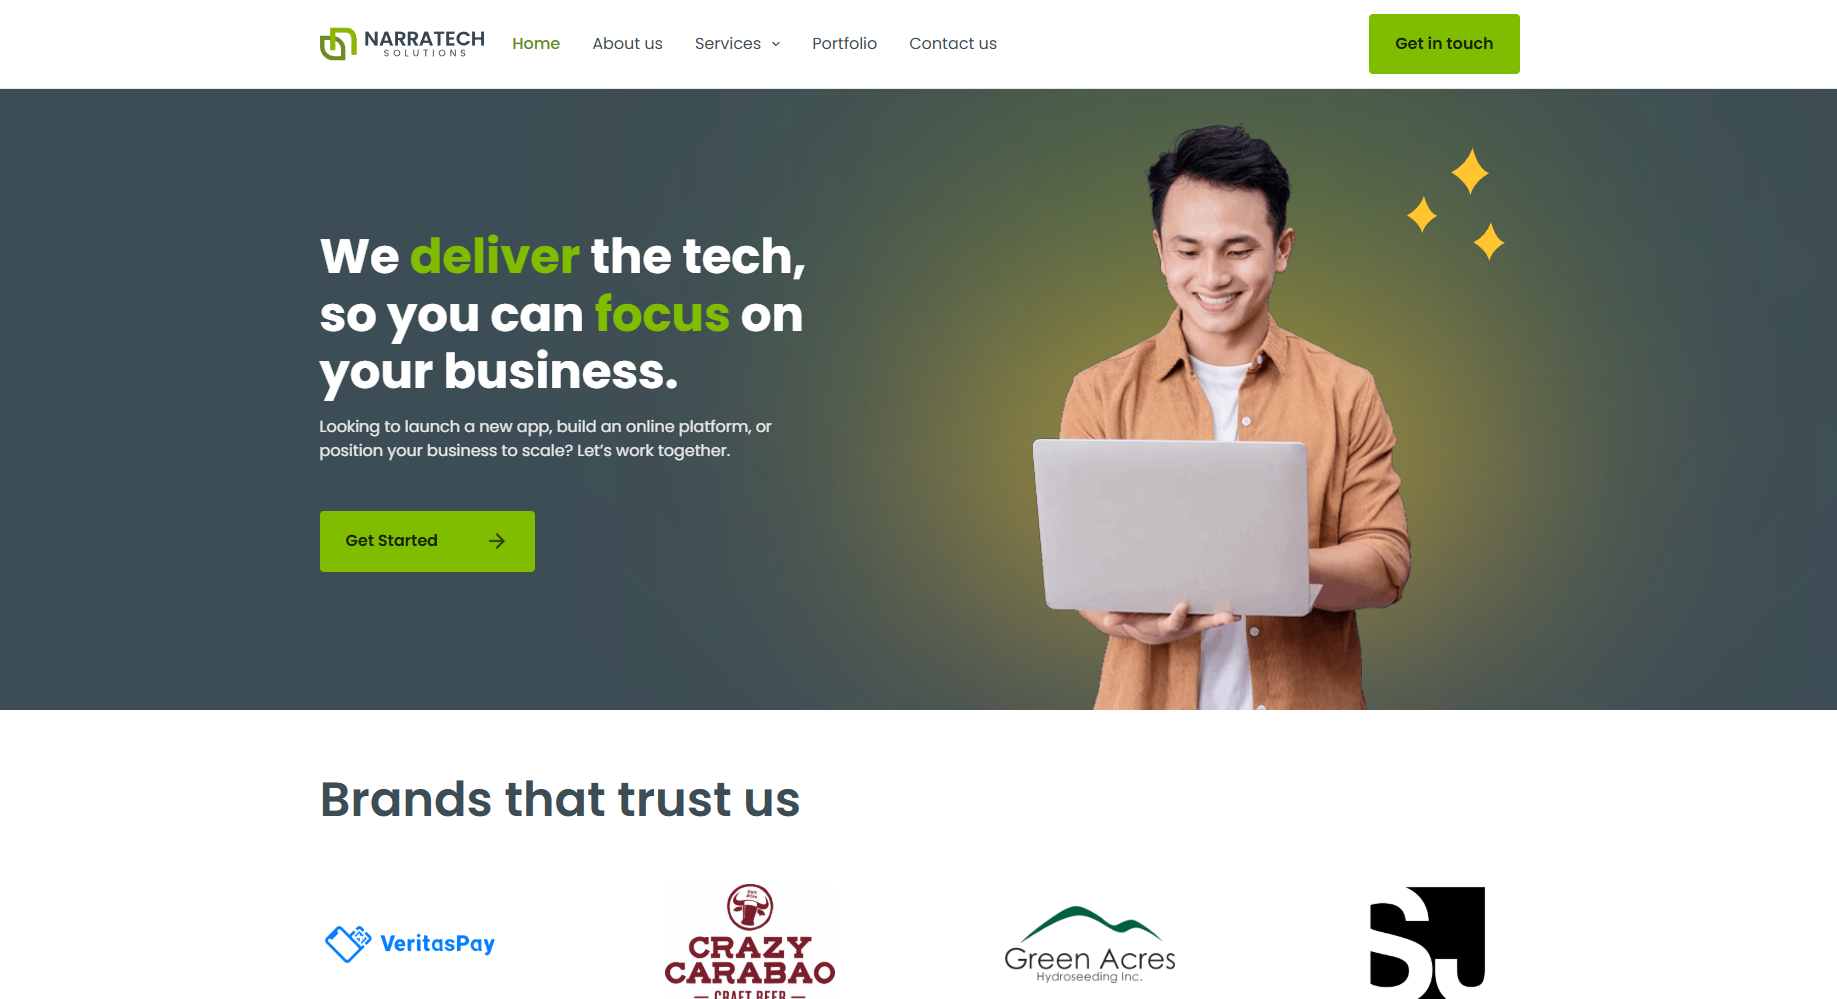 NARRATECH
SOLUTIONS
Home
About us
Services
Portfolio
Contact us
Get in touch
We deliver the tech,
so you can focus on
your business.
Looking to launch a new app, build an online platform, or
position your business to scale? Let's work together.
Get Started
Brands that trust us
VeritasPay
CRAZY
CARABAO
CRAFT BEER
Green Acres
Hydroseeding Inc.
SJ